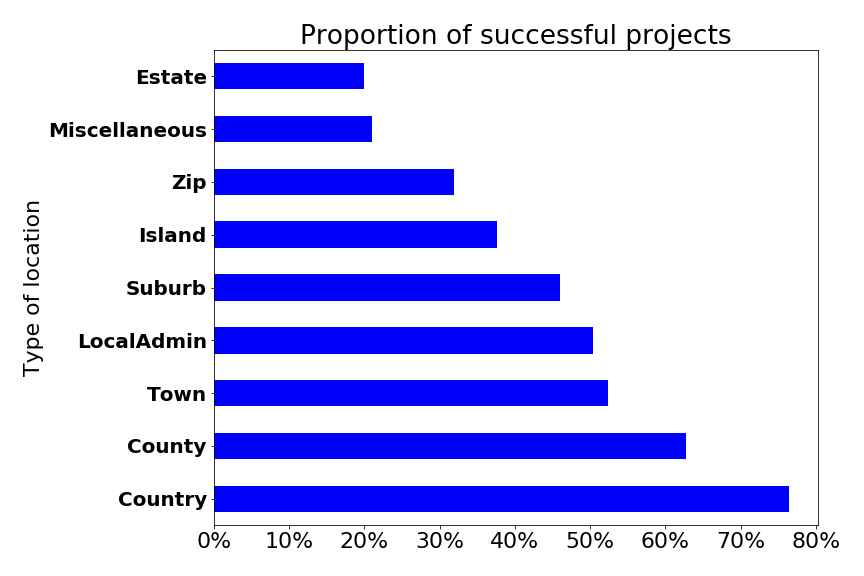 Proportion of successful projects
Type of location
Estate
Miscellaneous
Zip
Island
Suburb
LocalAdmin
Town
County
Country
0% 10% 20% 30% 40% 50% 60% 70% 80%